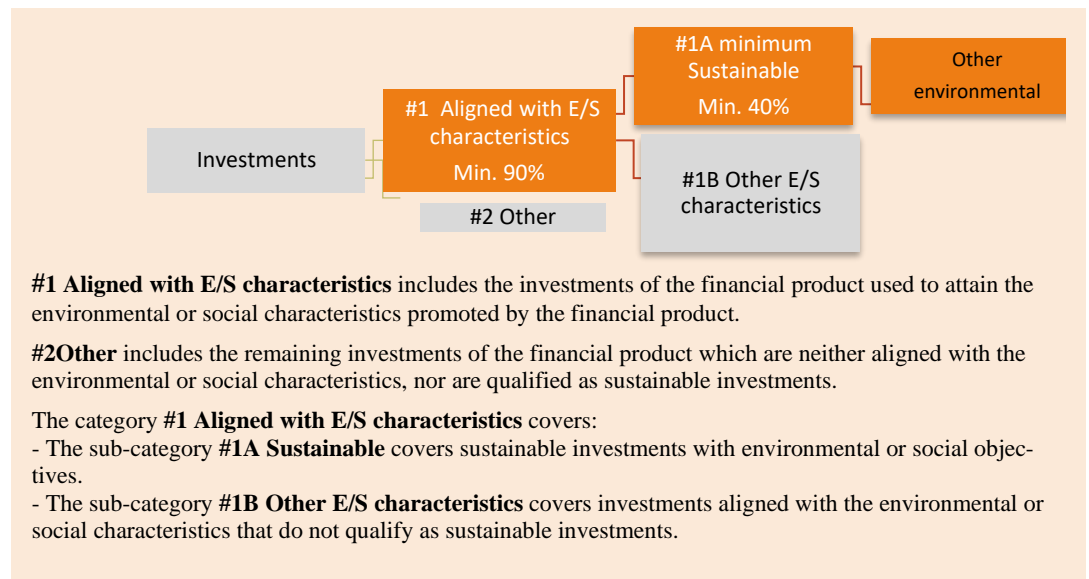 Investments
#1 Aligned with E/S
characteristics
Min. 90%
#2 Other
#1A minimum
Sustainable
Min. 40%
#1B Other E/S
characteristics
Other
environmental
#1 Aligned with E/S characteristics includes the investments of the financial product used to attain the
environmental or social characteristics promoted by the financial product.
#2Other includes the remaining investments of the financial product which are neither aligned with the
environmental or social characteristics, nor are qualified as sustainable investments.
The category #1 Aligned with E/S characteristics covers:
- The sub-category #1A Sustainable covers sustainable investments with environmental or social objec-
tives.
- The sub-category #1B Other E/S characteristics covers investments aligned with the environmental or
social characteristics that do not qualify as sustainable investments.